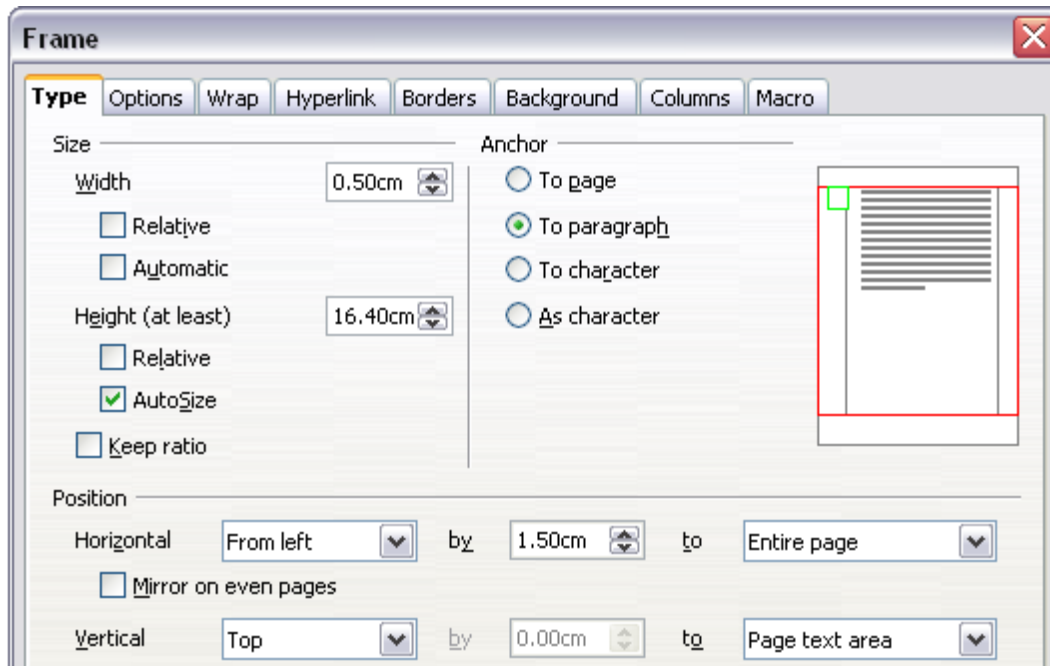 Frame
Type Options Wrap Hyperlink Borders Background Columns Macro
Size Anchor
Width 0.50cm To page
Relative To paragraph
Automatic To character
Height (at least) 16.40cm As character
Relative
AutoSize
Keep ratio
Position
Horizontal From left by 1.50cm to Entire page
Mirror on even pages
Vertical Top by 0.00cm to Page text area